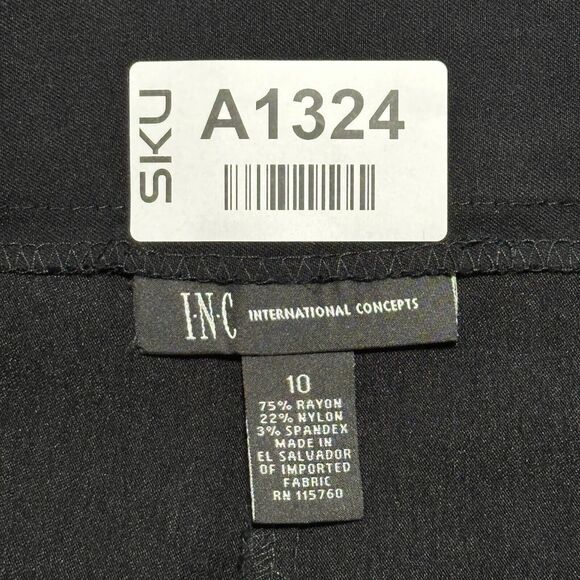 SKU
A1324
I·N·C INTERNATIONAL CONCEPTS
10
75% RAYON
22% NYLON
3% SPANDEX
MADE IN
EL SALVADOR
OF IMPORTED
FABRIC
RN 115760